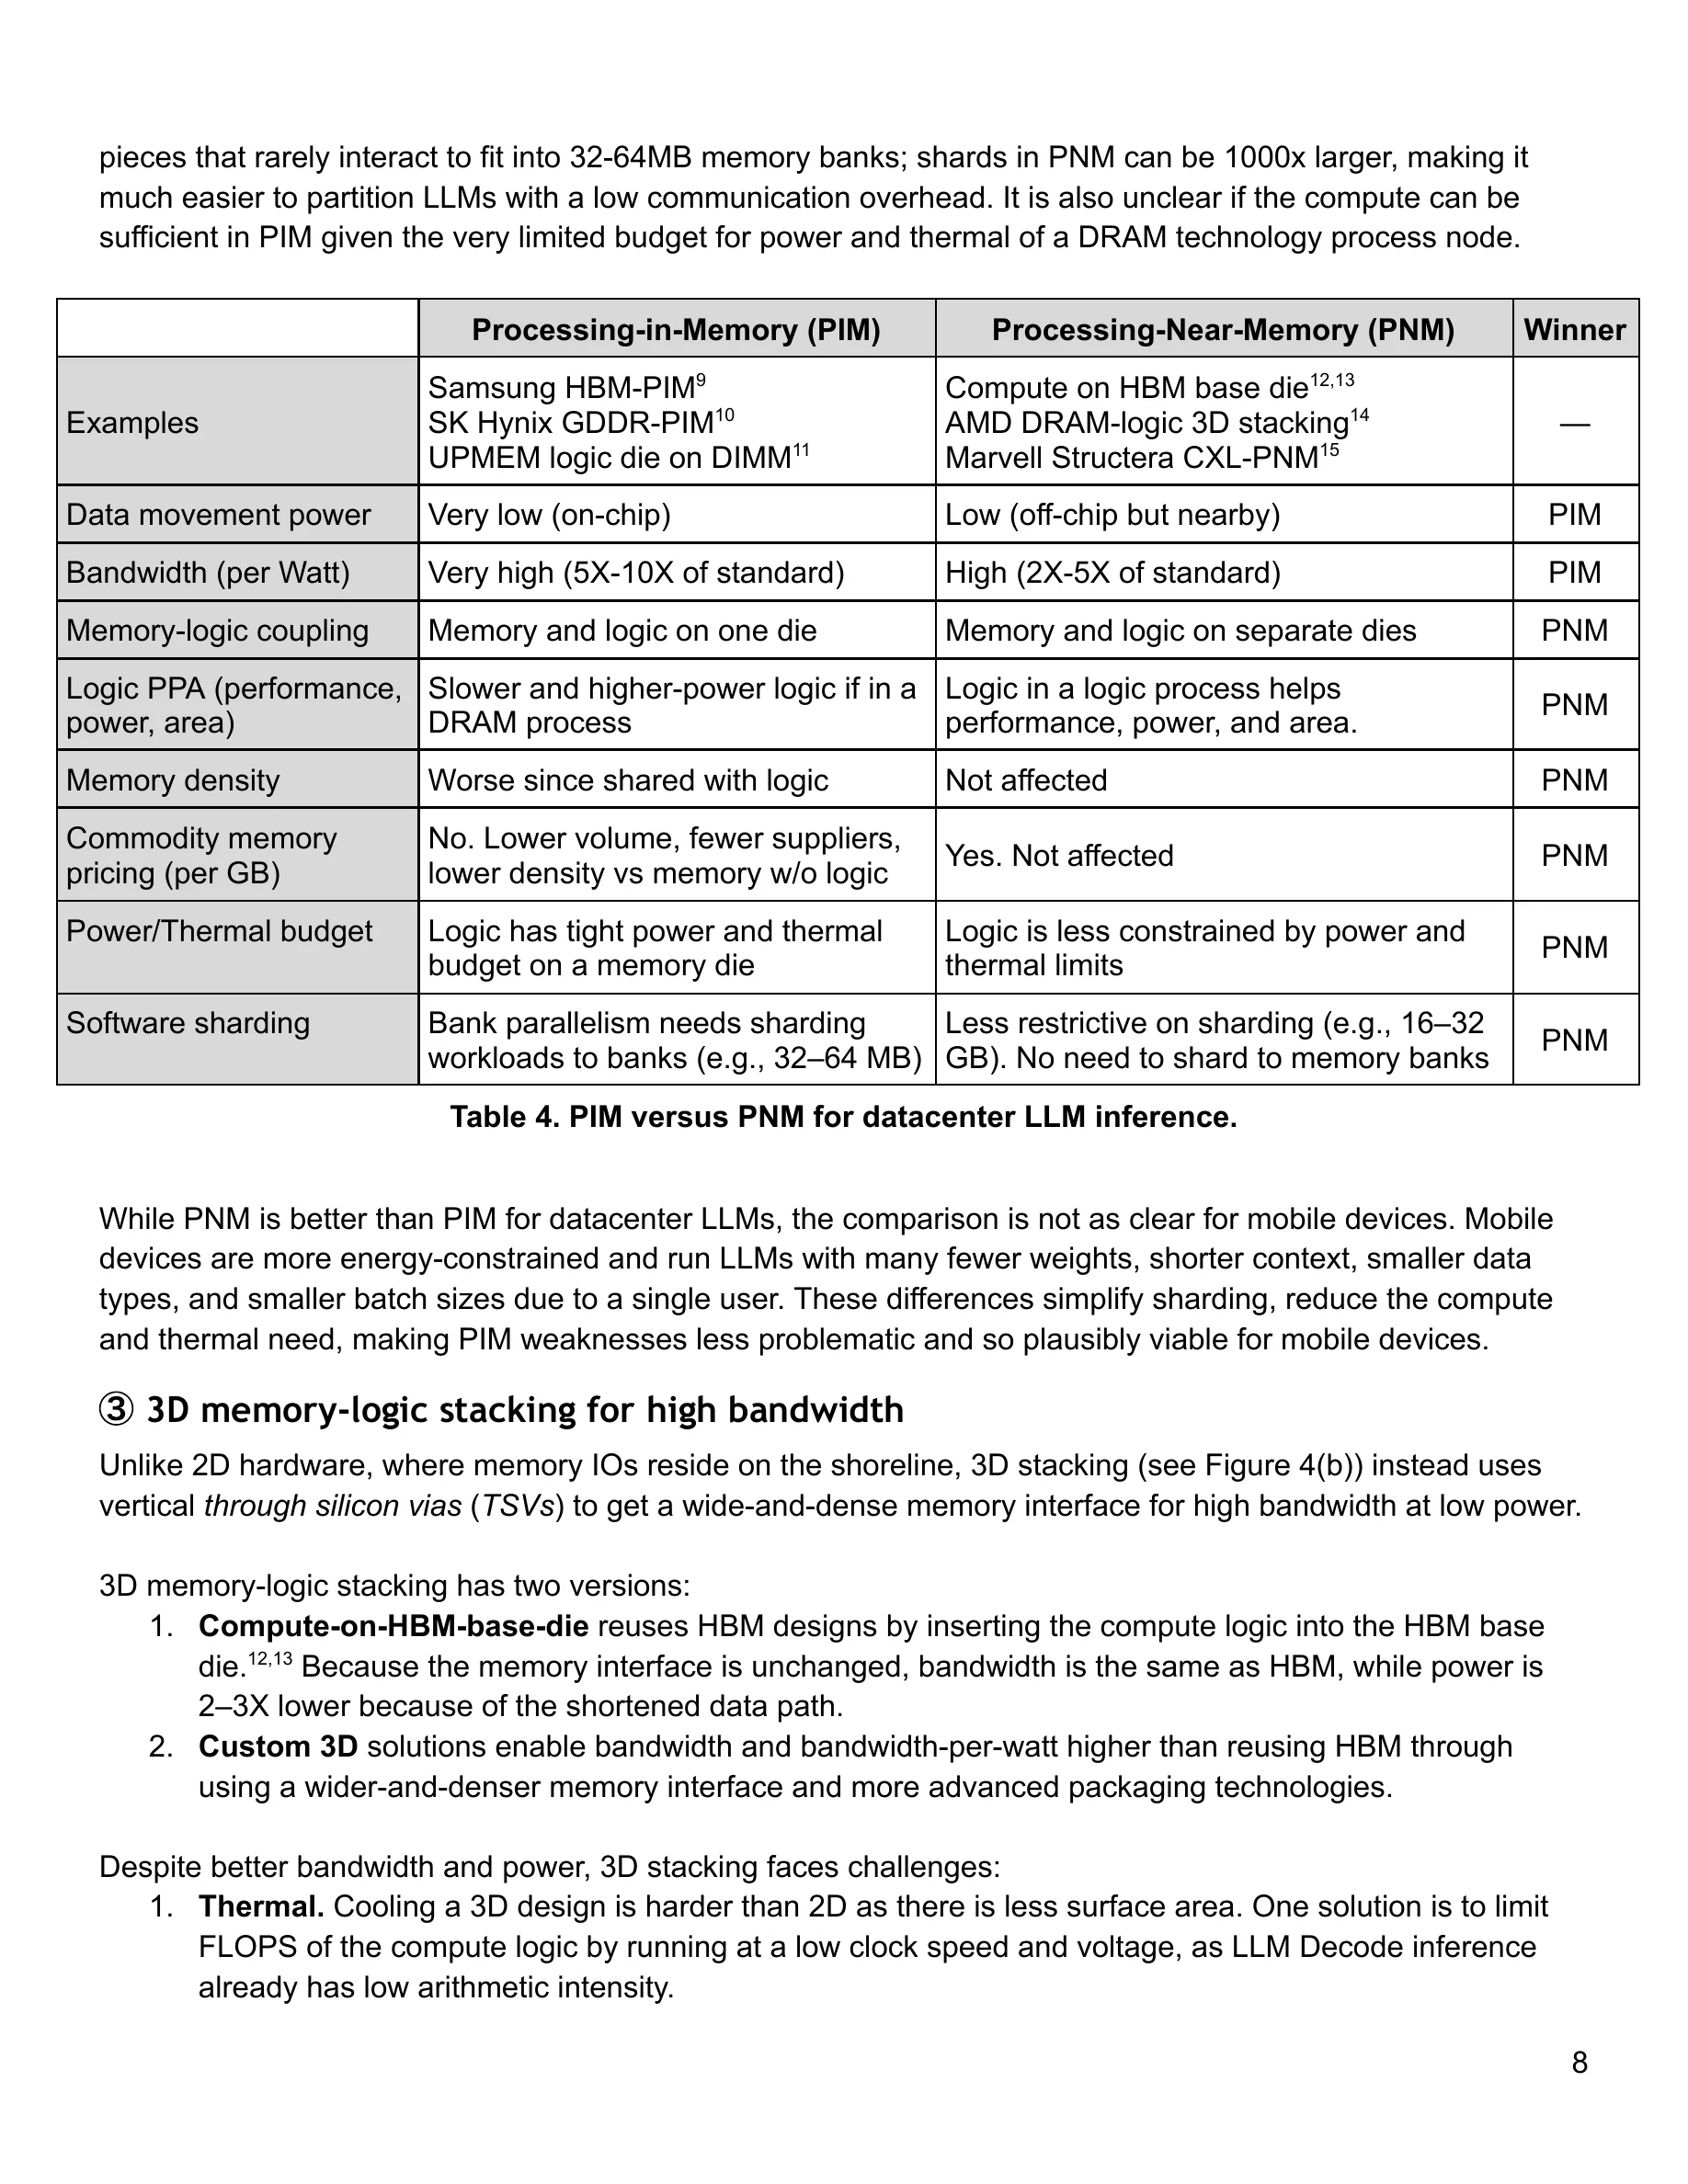 pieces that rarely interact to fit into 32-64MB memory banks; shards in PNM can be 1000x larger, making it
much easier to partition LLMs with a low communication overhead. It is also unclear if the compute can be
sufficient in PIM given the very limited budget for power and thermal of a DRAM technology process node.
Processing-in-Memory (PIM) Processing-Near-Memory (PNM) Winner
Examples
Samsung HBM-PIM⁹
SK Hynix GDDR-PIM¹⁰
UPMEM logic die on DIMM¹¹
Compute on HBM base die¹²,¹³
AMD DRAM-logic 3D stacking¹⁴
Marvell Structera CXL-PNM¹⁵
—
Data movement power Very low (on-chip) Low (off-chip but nearby) PIM
Bandwidth (per Watt) Very high (5X-10X of standard) High (2X-5X of standard) PIM
Memory-logic coupling Memory and logic on one die Memory and logic on separate dies PNM
Logic PPA (performance,
power, area)
Slower and higher-power logic if in a
DRAM process
Logic in a logic process helps
performance, power, and area.
PNM
Memory density Worse since shared with logic Not affected PNM
Commodity memory
pricing (per GB)
No. Lower volume, fewer suppliers,
lower density vs memory w/o logic
Yes. Not affected
PNM
Power/Thermal budget
Logic has tight power and thermal
budget on a memory die
Logic is less constrained by power and
thermal limits
PNM
Software sharding
Bank parallelism needs sharding
workloads to banks (e.g., 32–64 MB)
Less restrictive on sharding (e.g., 16–32
GB). No need to shard to memory banks
PNM
Table 4. PIM versus PNM for datacenter LLM inference.
While PNM is better than PIM for datacenter LLMs, the comparison is not as clear for mobile devices. Mobile
devices are more energy-constrained and run LLMs with many fewer weights, shorter context, smaller data
types, and smaller batch sizes due to a single user. These differences simplify sharding, reduce the compute
and thermal need, making PIM weaknesses less problematic and so plausibly viable for mobile devices.
③ 3D memory-logic stacking for high bandwidth
Unlike 2D hardware, where memory IOs reside on the shoreline, 3D stacking (see Figure 4(b)) instead uses
vertical through silicon vias (TSVs) to get a wide-and-dense memory interface for high bandwidth at low power.
3D memory-logic stacking has two versions:
1. Compute-on-HBM-base-die reuses HBM designs by inserting the compute logic into the HBM base
die.¹²,¹³ Because the memory interface is unchanged, bandwidth is the same as HBM, while power is
2–3X lower because of the shortened data path.
2. Custom 3D solutions enable bandwidth and bandwidth-per-watt higher than reusing HBM through
using a wider-and-denser memory interface and more advanced packaging technologies.
Despite better bandwidth and power, 3D stacking faces challenges:
1. Thermal. Cooling a 3D design is harder than 2D as there is less surface area. One solution is to limit
FLOPS of the compute logic by running at a low clock speed and voltage, as LLM Decode inference
already has low arithmetic intensity.
8